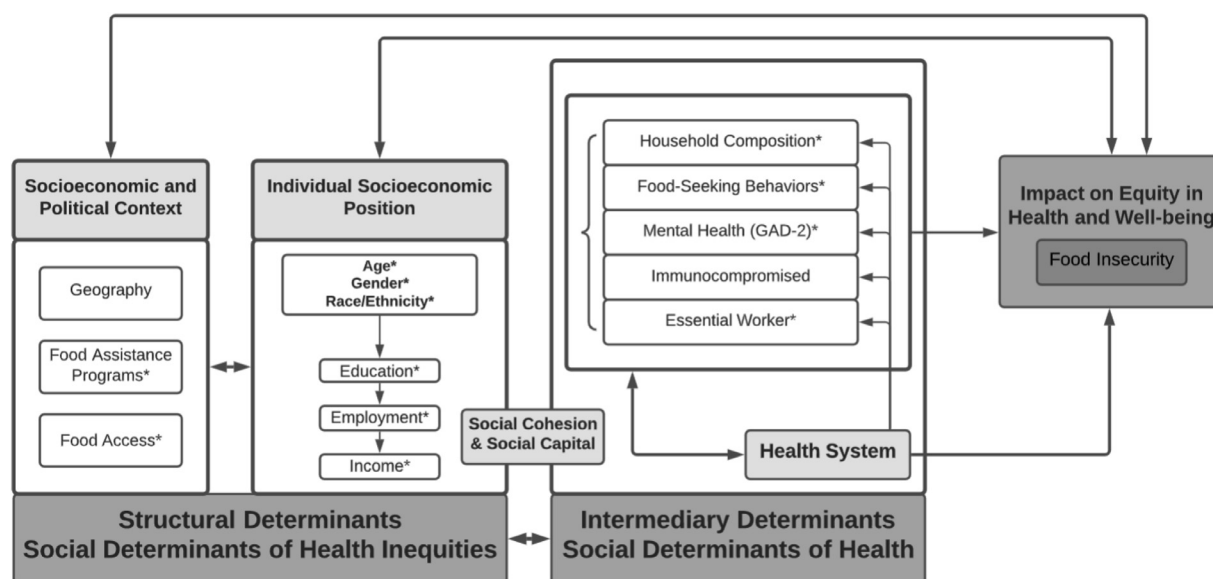 Socioeconomic and
Political Context
Geography
Food Assistance
Programs*
Food Access*
Individual Socioeconomic
Position
Age*
Gender*
Race/Ethnicity*
Education*
Employment*
Income*
Structural Determinants
Social Determinants of Health Inequities
Social Cohesion
& Social Capital
Household Composition*
Food-Seeking Behaviors*
Mental Health (GAD-2)*
Immunocompromised
Essential Worker*
Health System
Intermediary Determinants
Social Determinants of Health
Impact on Equity in
Health and Well-being
Food Insecurity